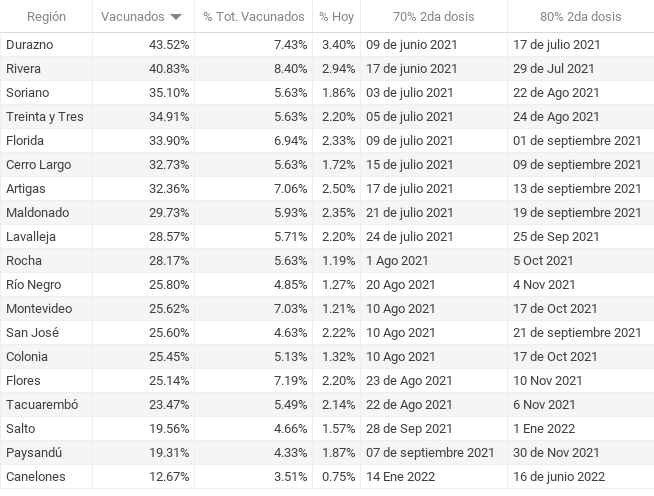 Región Vacunados % Tot. Vacunados % Hoy 70% 2da dosis 80% 2da dosis
Durazno 43.52% 7.43% 3.40% 09 de junio 2021 17 de julio 2021
Rivera 40.83% 8.40% 2.94% 17 de junio 2021 29 de Jul 2021
Soriano 35.10% 5.63% 1.86% 03 de julio 2021 22 de Ago 2021
Treinta y Tres 34.91% 5.63% 2.20% 05 de julio 2021 24 de Ago 2021
Florida 33.90% 6.94% 2.33% 09 de julio 2021 01 de septiembre 2021
Cerro Largo 32.73% 5.63% 1.72% 15 de julio 2021 09 de septiembre 2021
Artigas 32.36% 7.06% 2.50% 17 de julio 2021 13 de septiembre 2021
Maldonado 29.73% 5.93% 2.35% 21 de julio 2021 19 de septiembre 2021
Lavalleja 28.57% 5.71% 2.20% 24 de julio 2021 25 de Sep 2021
Rocha 28.17% 5.63% 1.19% 1 Ago 2021 5 Oct 2021
Río Negro 25.80% 4.85% 1.27% 20 Ago 2021 4 Nov 2021
Montevideo 25.62% 7.03% 1.21% 10 Ago 2021 17 de Oct 2021
San José 25.60% 4.63% 2.22% 10 Ago 2021 21 de septiembre 2021
Colonia 25.45% 5.13% 1.32% 10 Ago 2021 17 de Oct 2021
Flores 25.14% 7.19% 2.20% 23 de Ago 2021 10 Nov 2021
Tacuarembó 23.47% 5.49% 2.14% 22 de Ago 2021 6 Nov 2021
Salto 19.56% 4.66% 1.57% 28 de Sep 2021 1 Ene 2022
Paysandú 19.31% 4.33% 1.87% 07 de septiembre 2021 30 de Nov 2021
Canelones 12.67% 3.51% 0.75% 14 Ene 2022 16 de junio 2022